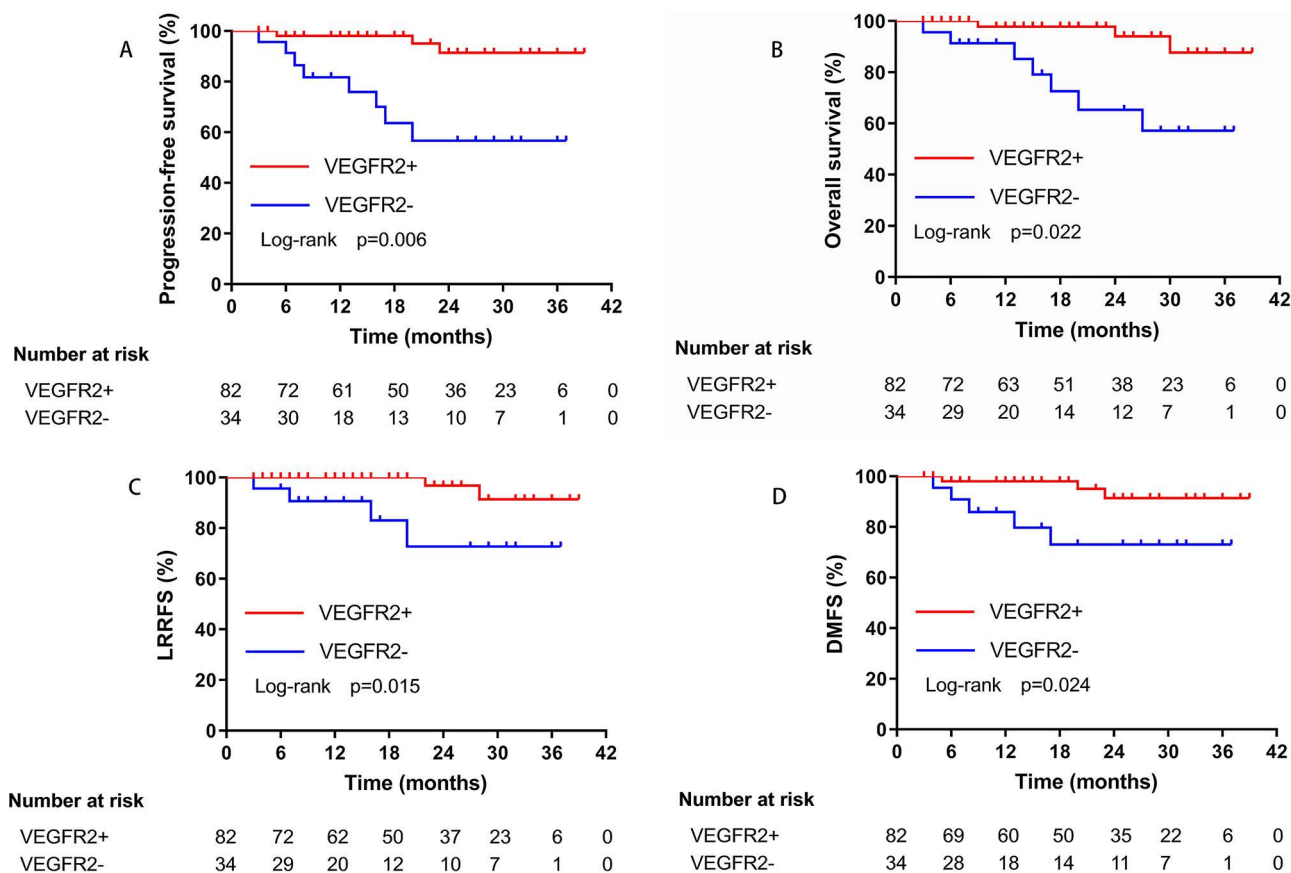 A
Progression-free survival (%)
100
80
60
40
20
0
VEGFR2+
VEGFR2-
Log-rank p=0.006
0 6 12 18 24 30 36 42
Time (months)
Number at risk
VEGFR2+ 82 72 61 50 36 23 6 0
VEGFR2- 34 30 18 13 10 7 1 0
B
Overall survival (%)
100
80
60
40
20
0
VEGFR2+
VEGFR2-
Log-rank p=0.022
0 6 12 18 24 30 36 42
Time (months)
Number at risk
VEGFR2+ 82 72 63 51 38 23 6 0
VEGFR2- 34 29 20 14 12 7 1 0
C
LRRFS (%)
100
80
60
40
20
0
VEGFR2+
VEGFR2-
Log-rank p=0.015
0 6 12 18 24 30 36 42
Time (months)
Number at risk
VEGFR2+ 82 72 62 50 37 23 6 0
VEGFR2- 34 29 20 12 10 7 1 0
D
DMFS (%)
100
80
60
40
20
0
VEGFR2+
VEGFR2-
Log-rank p=0.024
0 6 12 18 24 30 36 42
Time (months)
Number at risk
VEGFR2+ 82 69 60 50 35 22 6 0
VEGFR2- 34 28 18 14 11 7 1 0